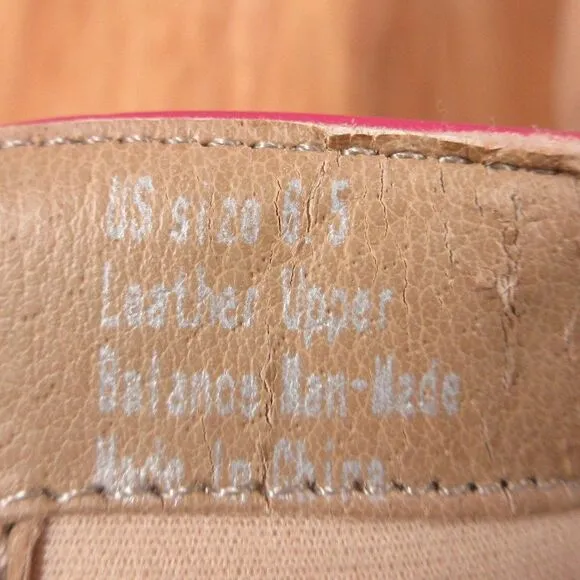 US size 6.5
Leather Upper
Balance Man-Made
Made in China